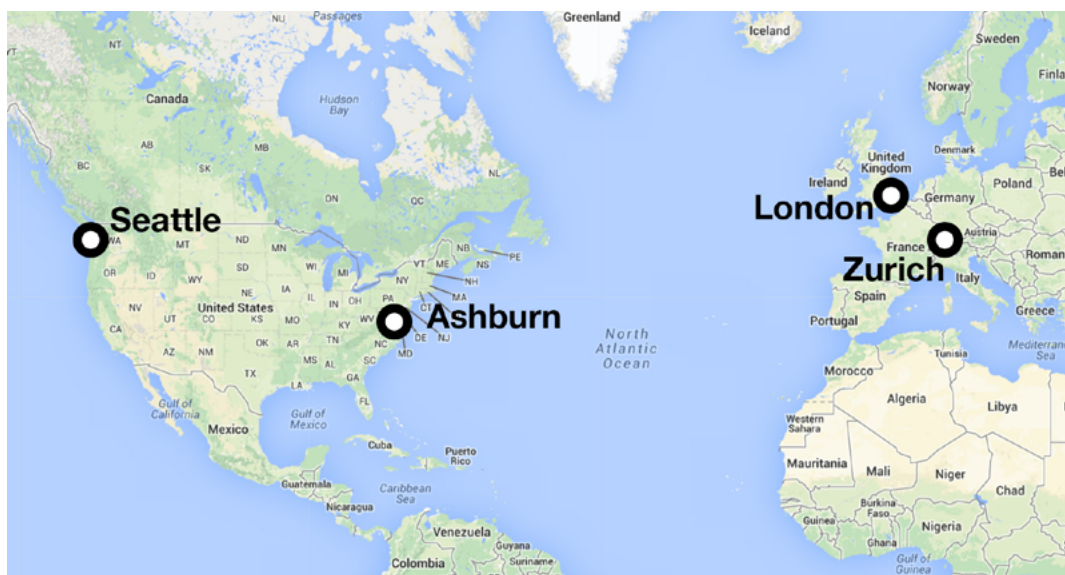 Greenland
NU
Passages
Iceland
Sweden
NT
Norway
Finla
Canada
Hudson
Bay
AB
MB
BC
SK
NL
ON
QC
Denmark
United
Kingdom
Ireland
Poland
Bel
Germany
London
Seattle
WA
MT
ND
MN
NB
PE
Austria
France
Zurich
Roman
OR
ID
SD
WI
MI
VT
ME
NS
NH
WY
NY
MA
Italy
NV
UT
United States
NE
IA
IL
IN
OH
PA
CT
Spain
Portugal
Greece
CO
KS
MO
KY
WV
Ashburn
CA
DE
NJ
MD
AZ
NM
OK
AR
TN
NC
SC
MS
AL
GA
TX
LA
FL
North
Atlantic
Ocean
Mediterranean
Sea
Tunisia
Morocco
Gulf of
California
Gulf of
Mexico
Mexico
Algeria
Libya
Western
Sahara
Cuba
Puerto
Rico
Mauritania
Mali
Niger
Chad
Guatemala
Caribbean
Sea
Nicaragua
Burkina
Faso
Guinea
Nigeria
Ghana
Venezuela
Guyana
Suriname
Colombia
Gulf of
Guinea